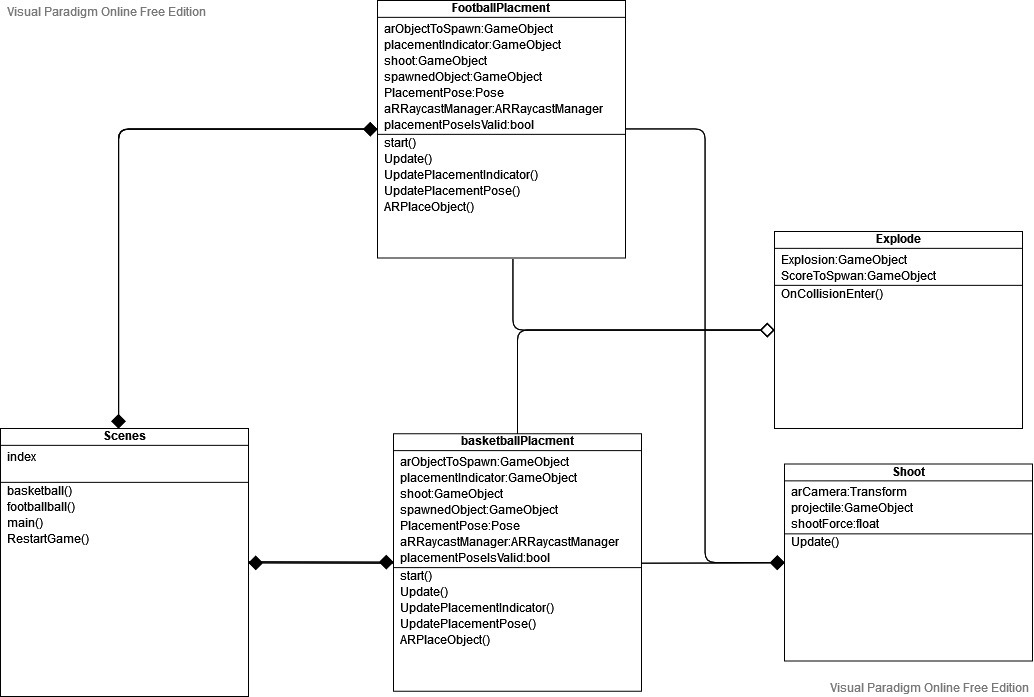 Visual Paradigm Online Free Edition
FootballPlacment
arObjectToSpawn:GameObject
placementIndicator:GameObject
shoot:GameObject
spawnedObject:GameObject
PlacementPose:Pose
aRRaycastManager:ARRaycastManager
placementPoseIsValid:bool
start()
Update()
UpdatePlacementIndicator()
UpdatePlacementPose()
ARPlaceObject()
Explode
Explosion:GameObject
ScoreToSpwan:GameObject
OnCollisionEnter()
Scenes
index
basketball()
footballball()
main()
RestartGame()
basketballPlacment
arObjectToSpawn:GameObject
placementIndicator:GameObject
shoot:GameObject
spawnedObject:GameObject
PlacementPose:Pose
aRRaycastManager:ARRaycastManager
placementPoseIsValid:bool
start()
Update()
UpdatePlacementIndicator()
UpdatePlacementPose()
ARPlaceObject()
Shoot
arCamera:Transform
projectile:GameObject
shootForce:float
Update()
Visual Paradigm Online Free Edition